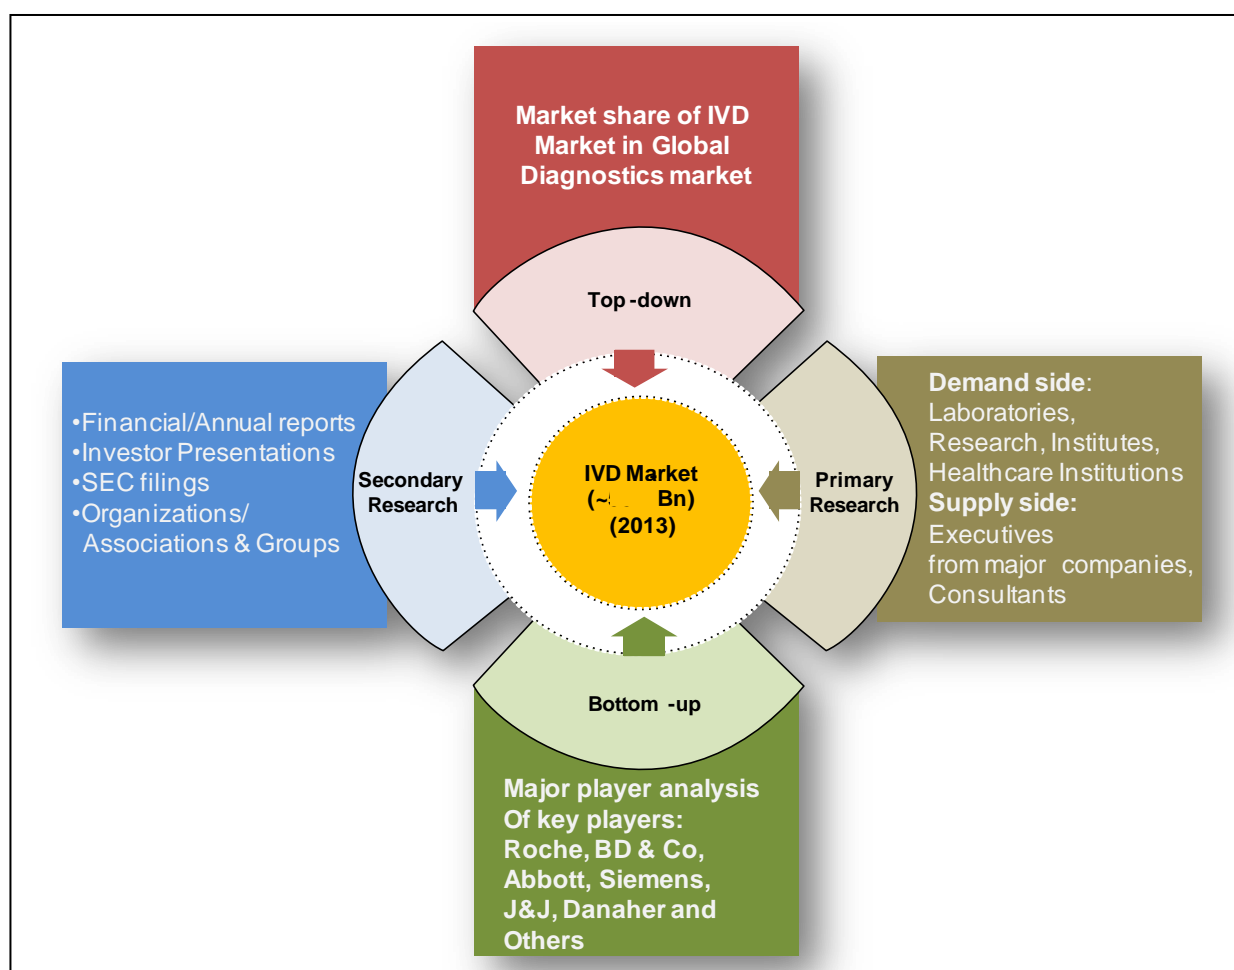 Market share of IVD
Market in Global
Diagnostics market
Top -down
•Financial/Annual reports
•Investor Presentations
•SEC filings
•Organizations/
Associations & Groups
Secondary
Research
IVD Market
Bn)
(2013)
Primary
Research
Demand side:
Laboratories,
Research, Institutes,
Healthcare Institutions
Supply side:
Executives
from major companies,
Consultants
Bottom -up
Major player analysis
Of key players:
Roche, BD & Co,
Abbott, Siemens,
J&J, Danaher and
Others